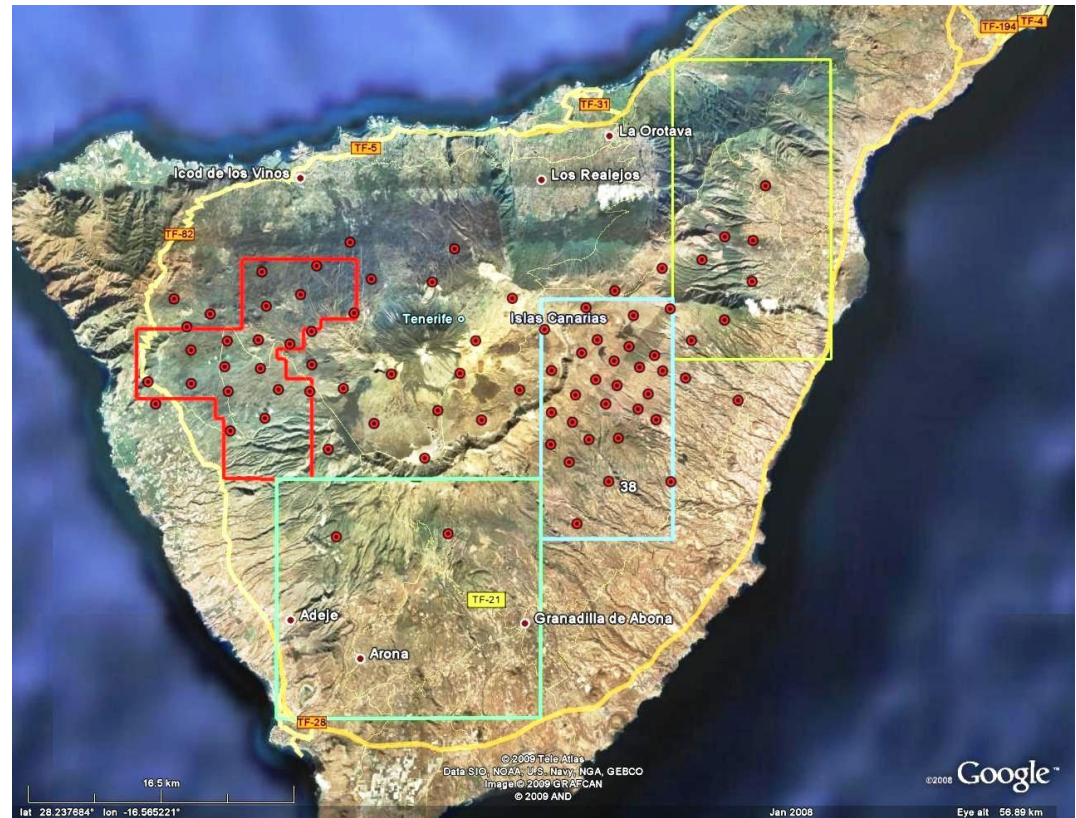 TF-194
TF-4
TF-31
La Orotava
TF-5
Icod de los Vinos
Los Realejos
TF-82
Tenerife
Islas Canarias
38
TF-21
Adeje
Granadilla de Abona
Arona
TF-28
© 2009 Tele Atlas
Data SIO, NOAA, U.S. Navy, NGA, GEBCO
Image © 2009 GRAFCAN
© 2009 AND
16.5 km
©2008 Google™
lat 28.237684° lon -16.565221°
Jan 2008
Eye alt 56.89 km